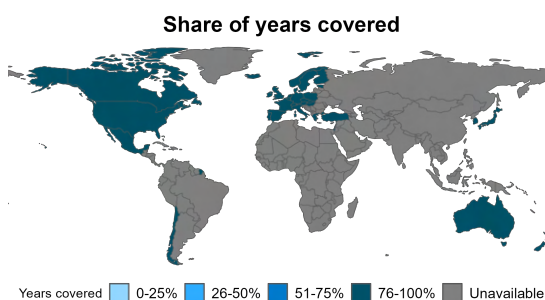 Share of years covered
Years covered 0-25% 26-50% 51-75% 76-100% Unavailable